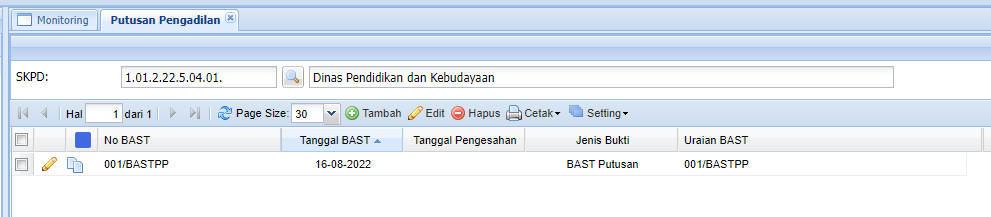 Monitoring Putusan Pengadilan
SKPD: 1.01.2.22.5.04.01. Dinas Pendidikan dan Kebudayaan
Hal 1 dari 1 Page Size: 30 Tambah Edit Hapus Cetak Setting
No BAST Tanggal BAST Tanggal Pengesahan Jenis Bukti Uraian BAST
001/BASTPP 16-08-2022 BAST Putusan 001/BASTPP